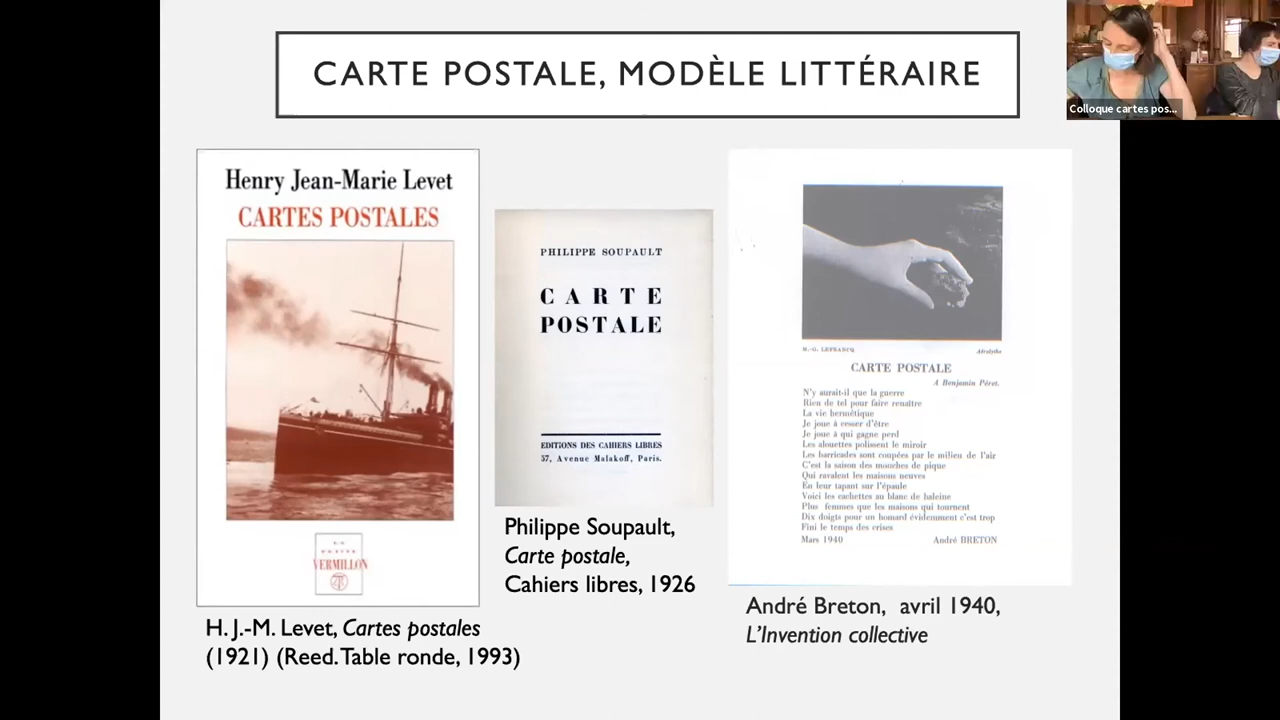 CARTE POSTALE, MODÈLE LITTÉRAIRE
Colloque cartes pos...
Henry Jean-Marie Levet
CARTES POSTALES
VERMILLON
H. J.-M. Levet, Cartes postales
(1921) (Reed. Table ronde, 1993)
PHILIPPE SOUPAULT
CARTE
POSTALE
EDITIONS DES CAHIERS LIBRES
57, Avenue Malakoff, Paris.
Philippe Soupault,
Carte postale,
Cahiers libres, 1926
M.-G. LEFRANCQ
CARTE POSTALE
A Benjamin Péret.
N'y aurait-il que la guerre
Rien de tel pour faire renaître
La vie hermétique
Je joue à cesser d'être
Je joue à qui gagne perd
Les alouettes polissent le miroir
Les barricades sont coupées par le milieu de l'air
C'est la saison des mouches de pique
Qui ravalent les maisons neuves
En leur tapant sur l'épaule
Voici les cachettes au blanc de baleine
Plus femmes que les maisons qui tournent
Dix doigts pour un homard évidemment c'est trop
Fini le temps des crises
Mars 1940 André BRETON
André Breton, avril 1940,
L'Invention collective